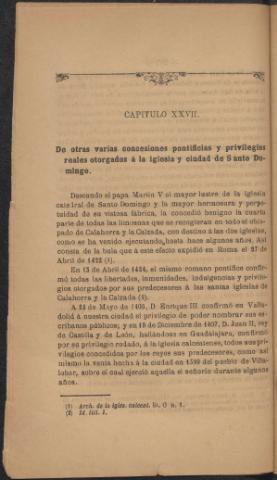 CAPITULO XXVII.
De otras varias concesiones pontificias y privilegios
reales otorgados á la iglesia y ciudad de Santo Do-
mingo.
Deseando el papa Martin V el mayor lustre de la iglesia
catedral de Santo Domingo y la mayor hermosura y perpe-
tuidad de su vistosa fábrica, la concedió benigno la cuarta
parte de todas las limosnas que se recogieran en todo el obis-
pado de Calahorra y la Calzada, con destino á las dos iglesias,
como se ha venido ejecutando hasta hace algunos años. Así
consta de la bula que á este efecto expidió en Roma el 27 de
Abril de 1422 (1).
En 13 de Abril de 1424, el mismo romano pontífice confir-
mó todas las libertades, inmunidades, indulgencias y privile-
gios otorgados por sus predecesores á las santas iglesias de
Calahorra y la Calzada (2).
A 23 de Mayo de 1405, D. Enrique III confirmó en Valla-
dolid á nuestra ciudad el privilegio de poder nombrar sus es-
cribanos públicos; y en 19 de Diciembre de 1407, D. Juan II, rey
de Castilla y de León, hallándose en Guadalajara, confirmó
por su privilegio rodado, á la iglesia calceatense, todos sus pri-
vilegios concedidos por los reyes sus predecesores, como así
mismo la venta hecha á la ciudad en 1399 del pueblo de Villa-
lobar, sobre el cual ejerció aquella el señorío durante algunos
años.
(1) Arch. de la igles. calceat. lit. O n. 1.
(2) Id. lit. I.